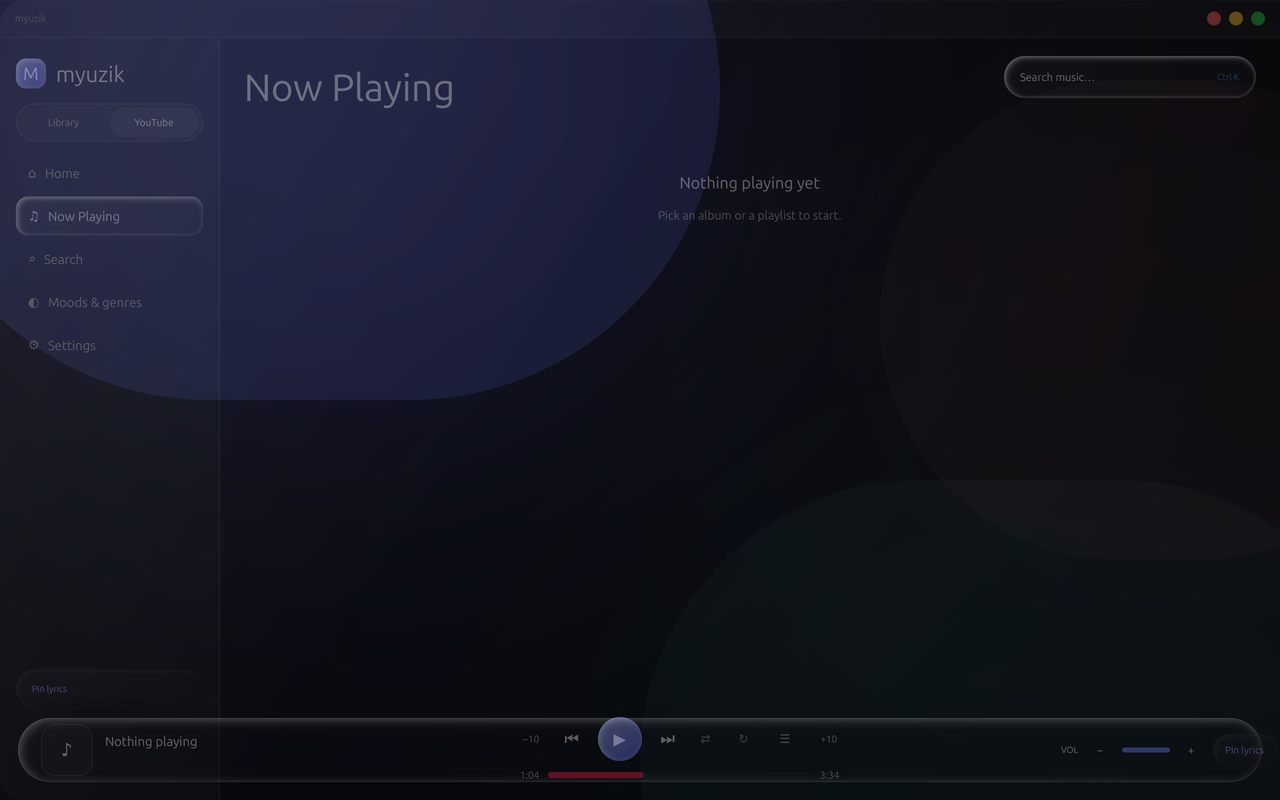 myuzik
M myuzik
Library YouTube
Home
Now Playing
Search
Moods & genres
Settings
Pin lyrics
Now Playing
Search music… Ctrl K
Nothing playing yet
Pick an album or a playlist to start.
Nothing playing
−10 +10
1:04 3:34
VOL − +
Pin lyrics